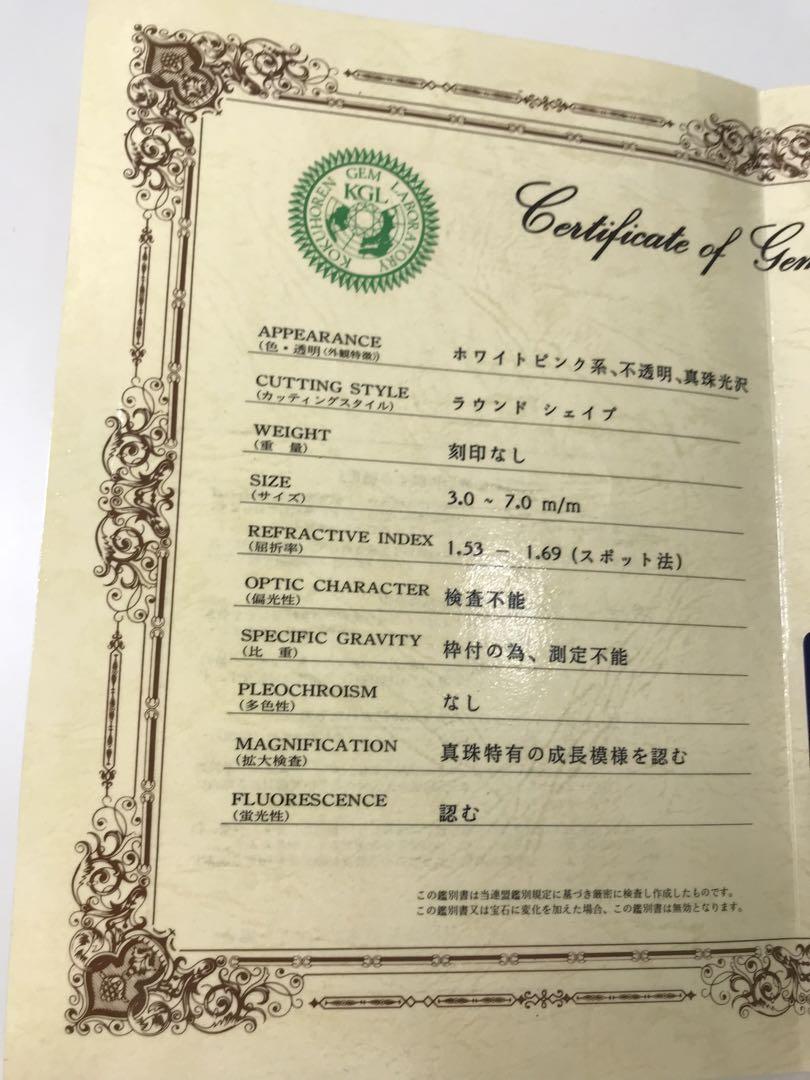 KOKUHOREN GEM LABORATORY
KGL
Certificate of Gem
APPEARANCE
(色・透明(外観特徴))
ホワイトピンク系、不透明、真珠光沢
CUTTING STYLE
(カッティングスタイル)
ラウンド シェイプ
WEIGHT
(重 量)
刻印なし
SIZE
(サイズ)
3.0 ~ 7.0 m/m
REFRACTIVE INDEX
(屈折率)
1.53 − 1.69 (スポット法)
OPTIC CHARACTER
(偏光性)
検査不能
SPECIFIC GRAVITY
(比 重)
枠付の為、測定不能
PLEOCHROISM
(多色性)
なし
MAGNIFICATION
(拡大検査)
真珠特有の成長模様を認む
FLUORESCENCE
(蛍光性)
認む
この鑑別書は当連盟鑑別規定に基づき厳密に検査し作成したものです。
この鑑別書又は宝石に変化を加えた場合、この鑑別書は無効となります。